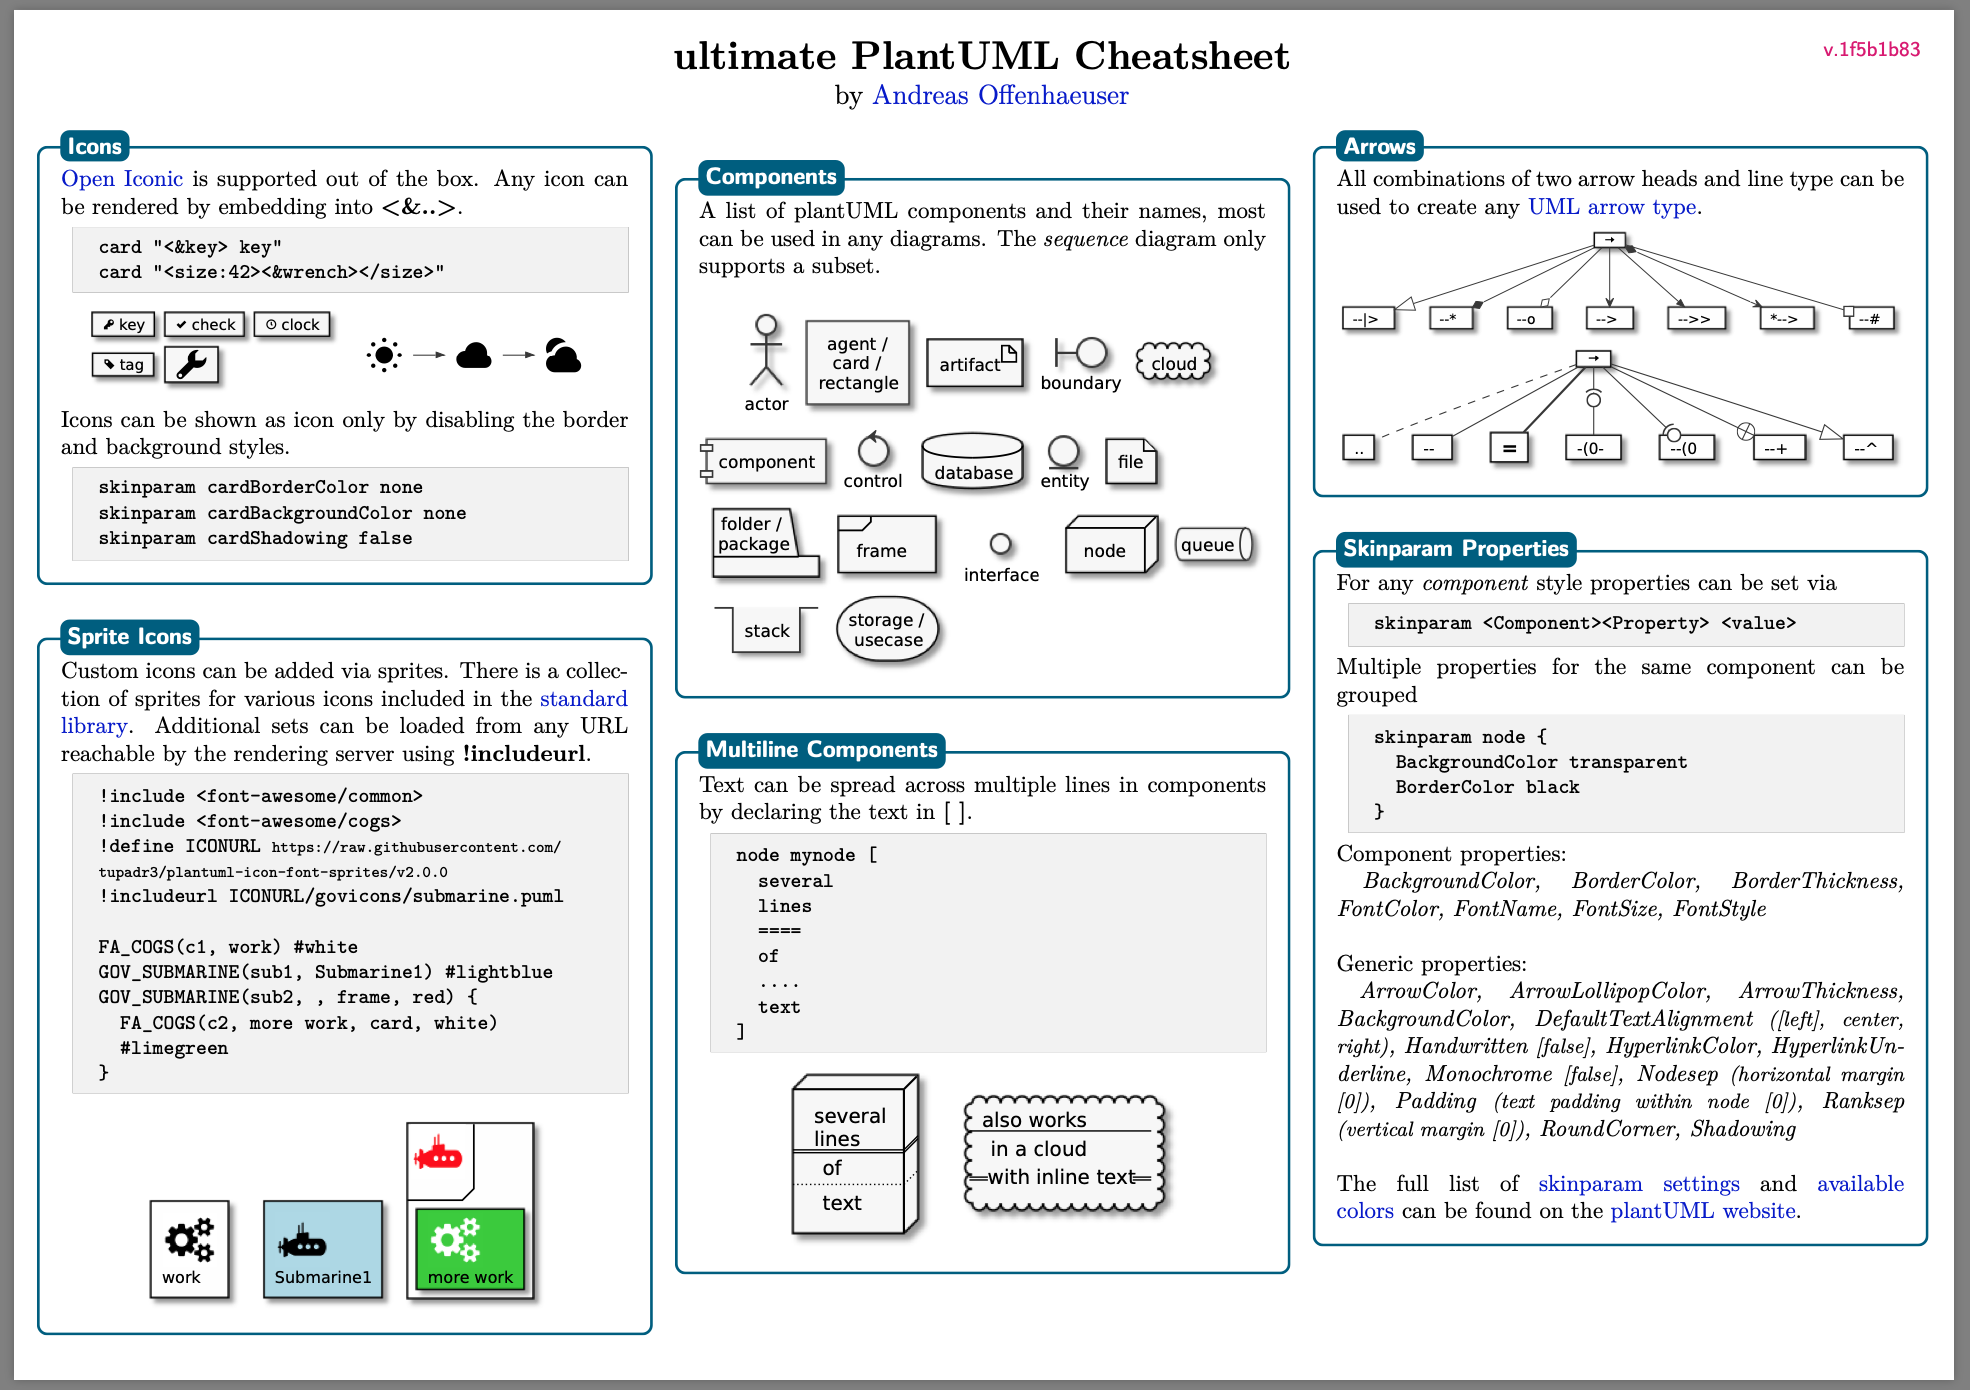 ultimate PlantUML Cheatsheet
by Andreas Offenhaeuser
v.1f5b1b83
Icons
Open Iconic is supported out of the box. Any icon can
be rendered by embedding into <&..>.
card "<&key> key"
card "<size:42><&wrench></size>"
key
check
clock
tag
Icons can be shown as icon only by disabling the border
and background styles.
skinparam cardBorderColor none
skinparam cardBackgroundColor none
skinparam cardShadowing false
Sprite Icons
Custom icons can be added via sprites. There is a collec-
tion of sprites for various icons included in the standard
library. Additional sets can be loaded from any URL
reachable by the rendering server using !includeurl.
!include <font-awesome/common>
!include <font-awesome/cogs>
!define ICONURL https://raw.githubusercontent.com/
tupadr3/plantuml-icon-font-sprites/v2.0.0
!includeurl ICONURL/govicons/submarine.puml
FA_COGS(c1, work) #white
GOV_SUBMARINE(sub1, Submarine1) #lightblue
GOV_SUBMARINE(sub2, , frame, red) {
FA_COGS(c2, more work, card, white)
#limegreen
}
work
Submarine1
more work
Components
A list of plantUML components and their names, most
can be used in any diagrams. The sequence diagram only
supports a subset.
actor
agent /
card /
rectangle
artifact
boundary
cloud
component
control
database
entity
file
folder /
package
frame
interface
node
queue
stack
storage /
usecase
Multiline Components
Text can be spread across multiple lines in components
by declaring the text in [ ].
node mynode [
several
lines
====
of
....
text
]
several
lines
of
text
also works
in a cloud
with inline text
Arrows
All combinations of two arrow heads and line type can be
used to create any UML arrow type.
→
--|>
--*
--o
-->
-->>
*-->
--#
→
..
--
=
-(0-
--(0
--+
--^
Skinparam Properties
For any component style properties can be set via
skinparam <Component><Property> <value>
Multiple properties for the same component can be
grouped
skinparam node {
BackgroundColor transparent
BorderColor black
}
Component properties:
BackgroundColor, BorderColor, BorderThickness,
FontColor, FontName, FontSize, FontStyle
Generic properties:
ArrowColor, ArrowLollipopColor, ArrowThickness,
BackgroundColor, DefaultTextAlignment ([left], center,
right), Handwritten [false], HyperlinkColor, HyperlinkUn-
derline, Monochrome [false], Nodesep (horizontal margin
[0]), Padding (text padding within node [0]), Ranksep
(vertical margin [0]), RoundCorner, Shadowing
The full list of skinparam settings and available
colors can be found on the plantUML website.